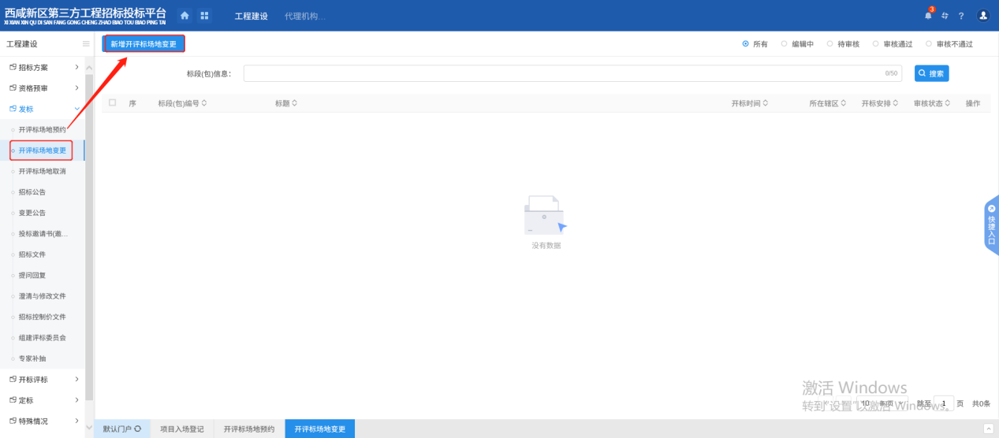 西咸新区第三方工程招标投标平台
XI XIAN XIN QU DI SAN FANG GONG CHENG ZHAO BIAO TOU BIAO PING TAI
工程建设
代理机构...
3
?
工程建设
新增开评标场地变更
所有
编辑中
待审核
审核通过
审核不通过
招标方案
资格预审
发标
开评标场地预约
开评标场地变更
开评标场地取消
招标公告
变更公告
投标邀请书(邀...
招标文件
提问回复
澄清与修改文件
招标控制价文件
组建评标委员会
专家补抽
开标评标
定标
特殊情况
标段(包)信息:
0/50
搜索
序
标段(包)编号
标题
开标时间
所在辖区
开标安排
审核状态
操作
没有数据
快捷入口
激活 Windows
转到"设置"以激活 Windows。
10 条/页
跳至 1 页
共0条
默认门户
项目入场登记
开评标场地预约
开评标场地变更